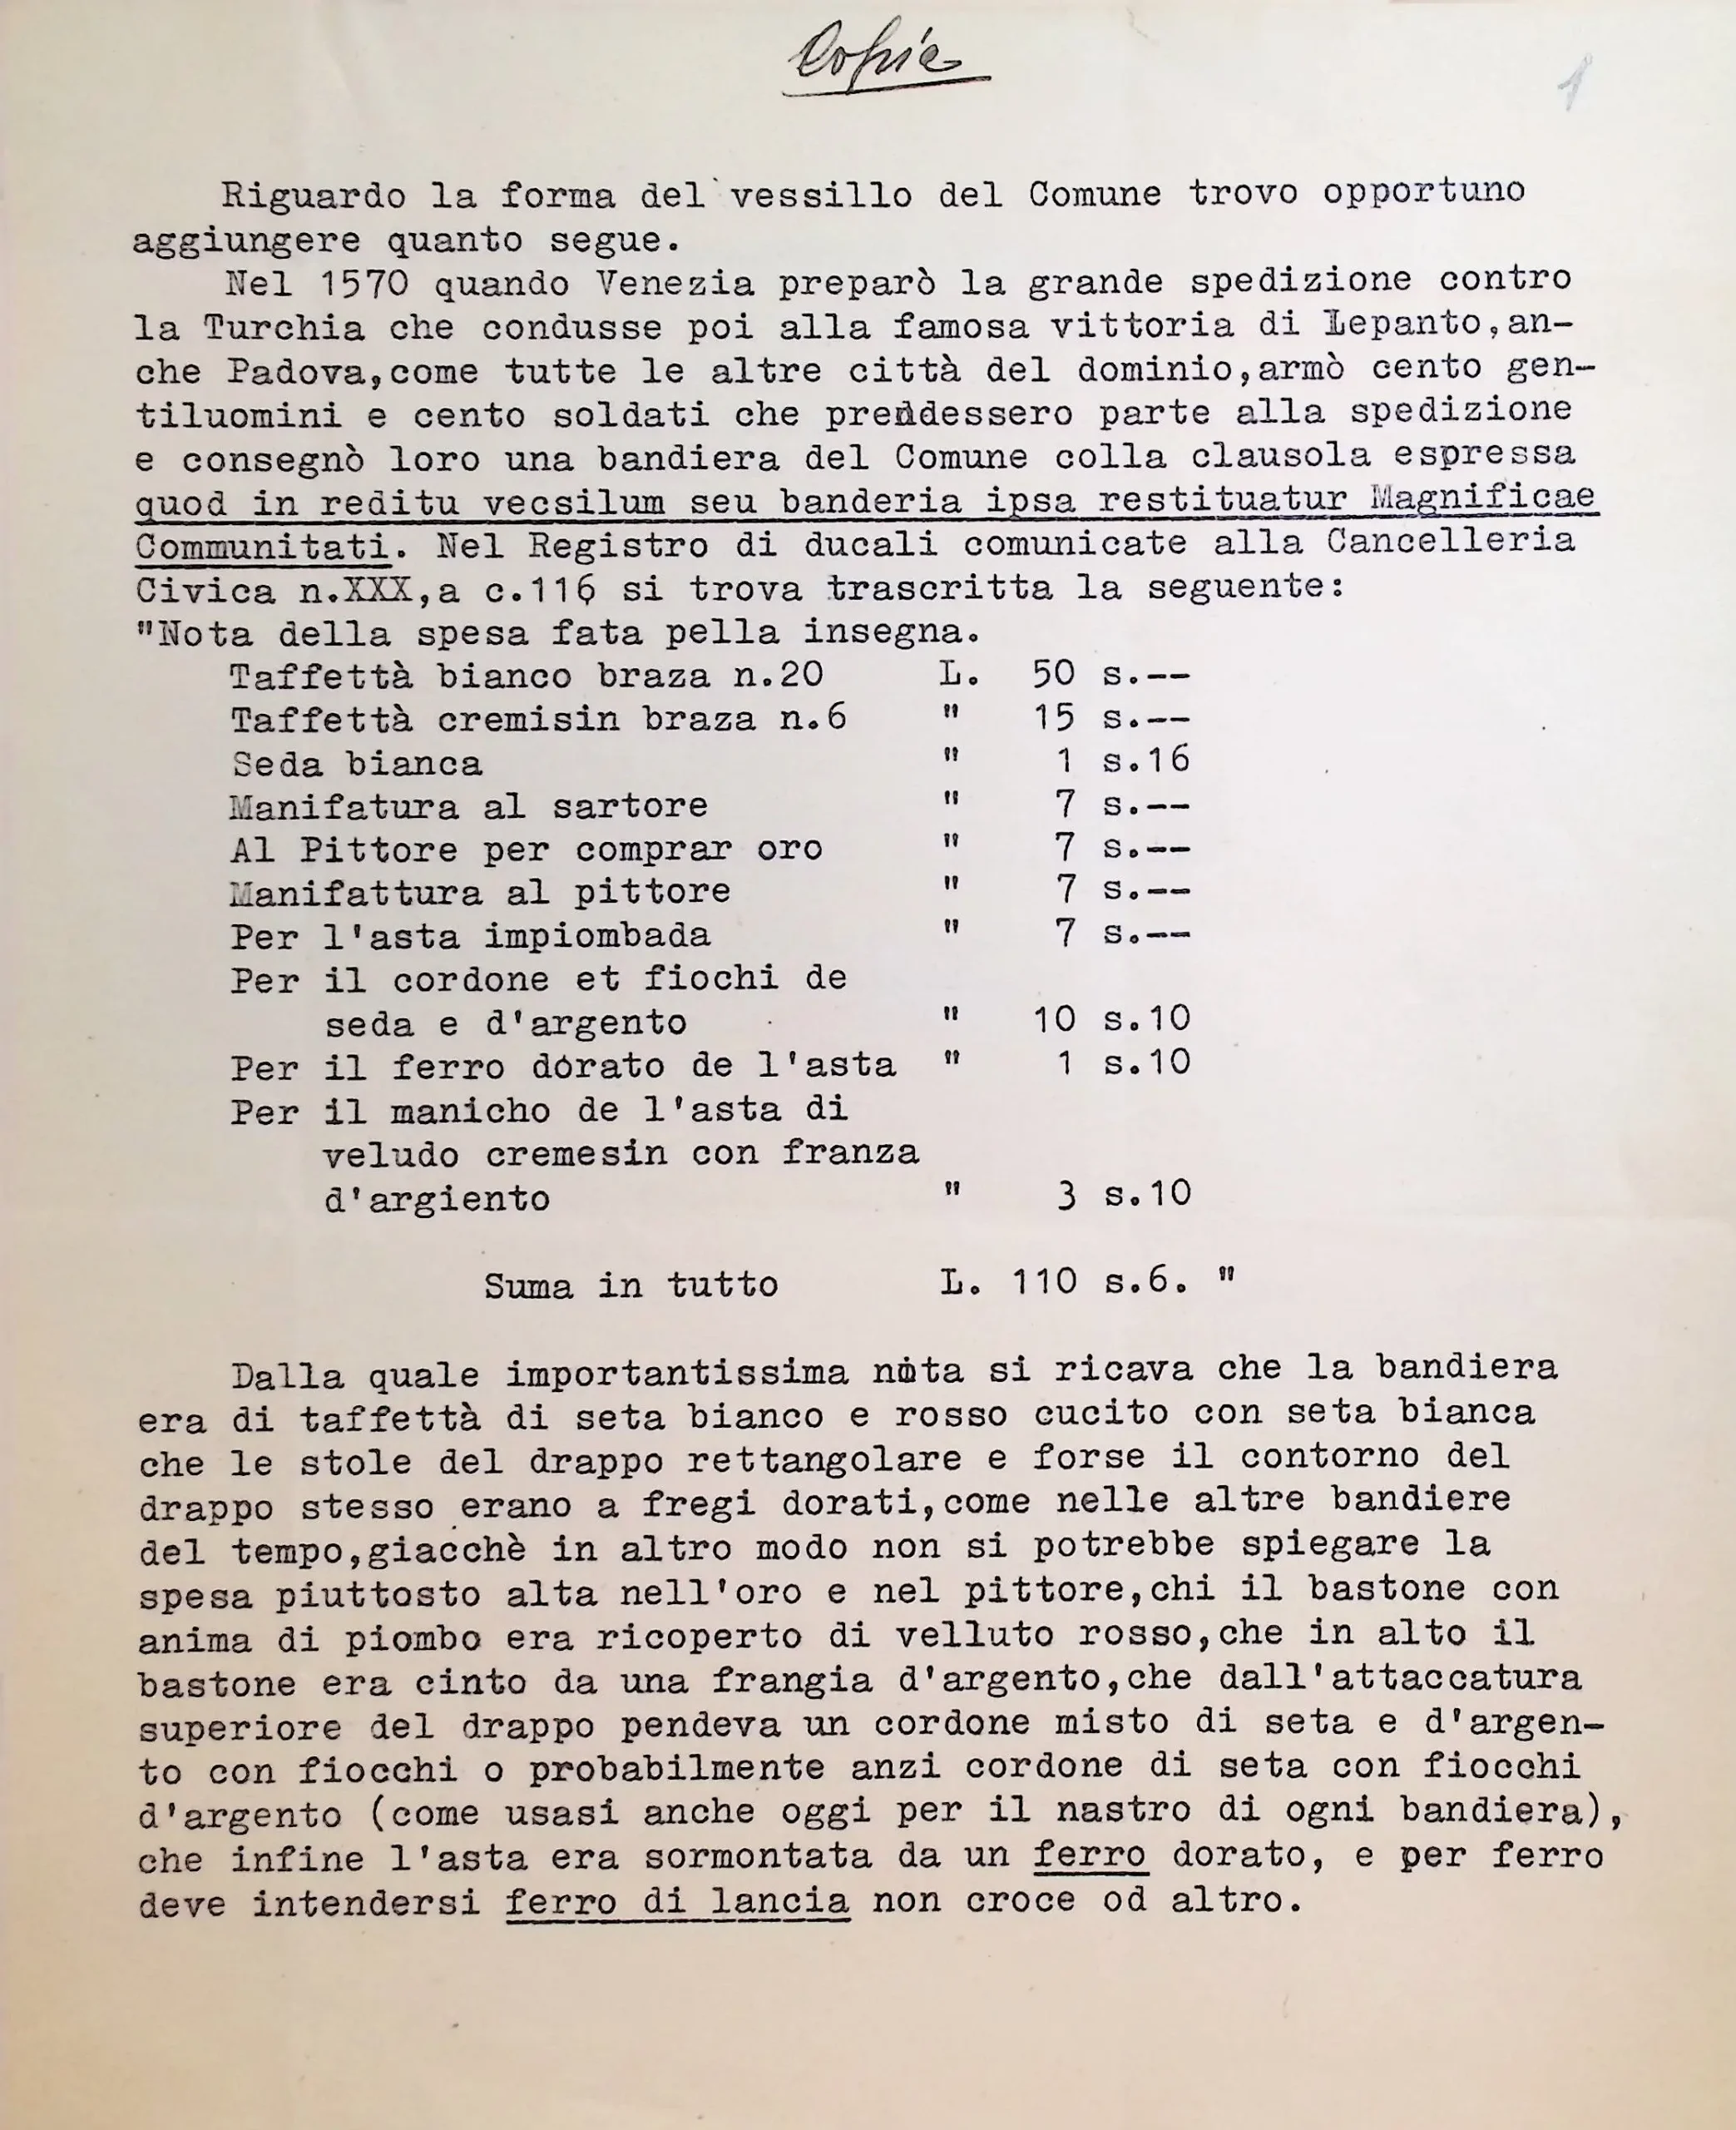 Copia
1
Riguardo la forma del vessillo del Comune trovo opportuno
aggiungere quanto segue.
Nel 1570 quando Venezia preparò la grande spedizione contro
la Turchia che condusse poi alla famosa vittoria di Lepanto,an-
che Padova,come tutte le altre città del dominio,armò cento gen-
tiluomini e cento soldati che preddessero parte alla spedizione
e consegnò loro una bandiera del Comune colla clausola espressa
quod in reditu vecsilum seu banderia ipsa restituatur Magnificae
Communitati. Nel Registro di ducali comunicate alla Cancelleria
Civica n.XXX,a c.116 si trova trascritta la seguente:
"Nota della spesa fata pella insegna.
Taffettà bianco braza n.20 L. 50 s.--
Taffettà cremisin braza n.6 " 15 s.--
Seda bianca " 1 s.16
Manifatura al sartore " 7 s.--
Al Pittore per comprar oro " 7 s.--
Manifattura al pittore " 7 s.--
Per l'asta impiombada " 7 s.--
Per il cordone et fiochi de
seda e d'argento " 10 s.10
Per il ferro dorato de l'asta " 1 s.10
Per il manicho de l'asta di
veludo cremesin con franza
d'argiento " 3 s.10
Suma in tutto L. 110 s.6. "
Dalla quale importantissima nota si ricava che la bandiera
era di taffettà di seta bianco e rosso cucito con seta bianca
che le stole del drappo rettangolare e forse il contorno del
drappo stesso erano a fregi dorati,come nelle altre bandiere
del tempo,giacchè in altro modo non si potrebbe spiegare la
spesa piuttosto alta nell'oro e nel pittore,chi il bastone con
anima di piombo era ricoperto di velluto rosso,che in alto il
bastone era cinto da una frangia d'argento,che dall'attaccatura
superiore del drappo pendeva un cordone misto di seta e d'argen-
to con fiocchi o probabilmente anzi cordone di seta con fiocchi
d'argento (come usasi anche oggi per il nastro di ogni bandiera),
che infine l'asta era sormontata da un ferro dorato, e per ferro
deve intendersi ferro di lancia non croce od altro.